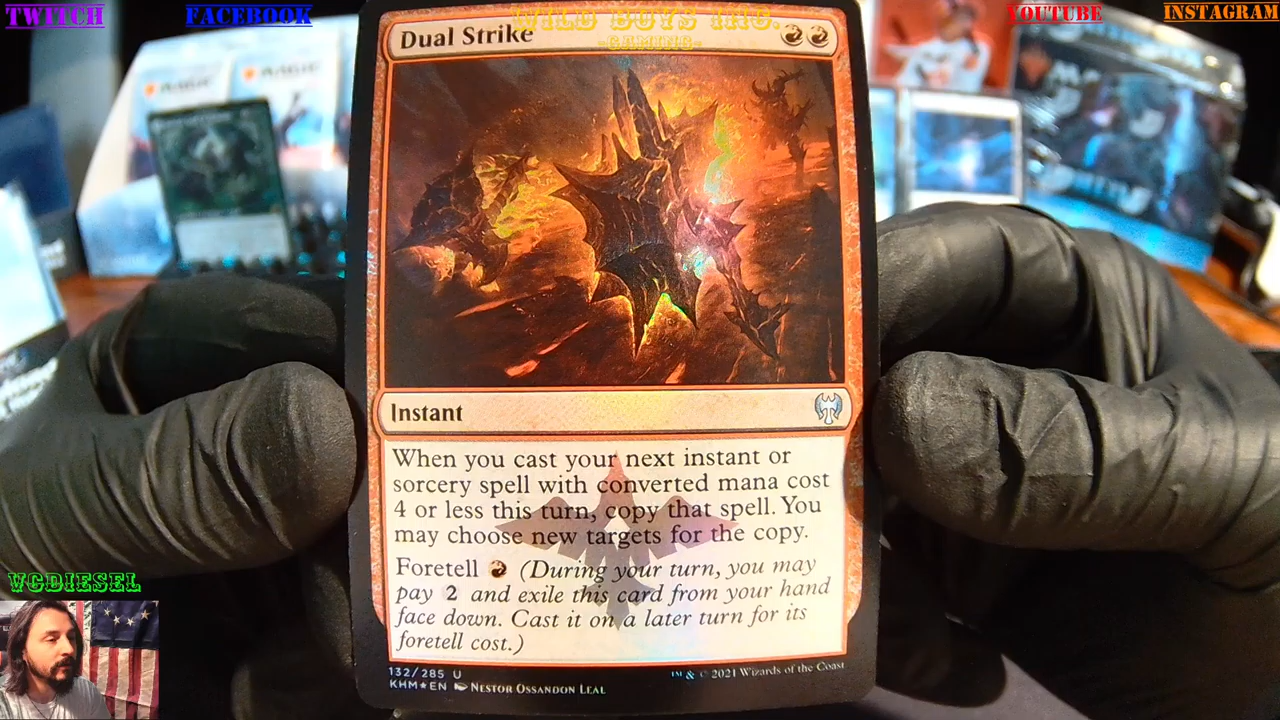 TWITCH
FACEBOOK
WILD BOYS INC.
-GAMING-
YOUTUBE
INSTAGRAM
Dual Strike
Instant
When you cast your next instant or
sorcery spell with converted mana cost
4 or less this turn, copy that spell. You
may choose new targets for the copy.
Foretell (During your turn, you may
pay 2 and exile this card from your hand
face down. Cast it on a later turn for its
foretell cost.)
132/285 U
KHM★EN Nestor Ossandon Leal
™ & © 2021 Wizards of the Coast
VGDIESEL